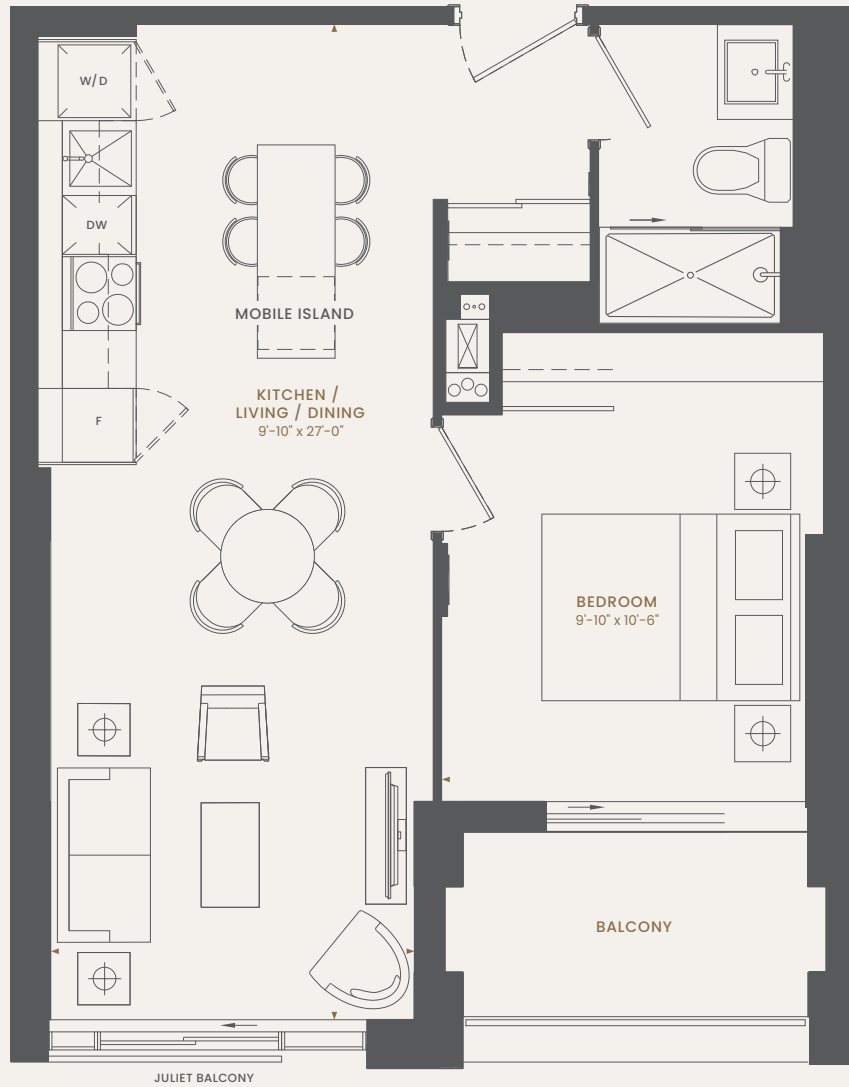 W/D
DW
MOBILE ISLAND
KITCHEN /
LIVING / DINING
9'-10" x 27'-0"
F
BEDROOM
9'-10" x 10'-6"
BALCONY
JULIET BALCONY